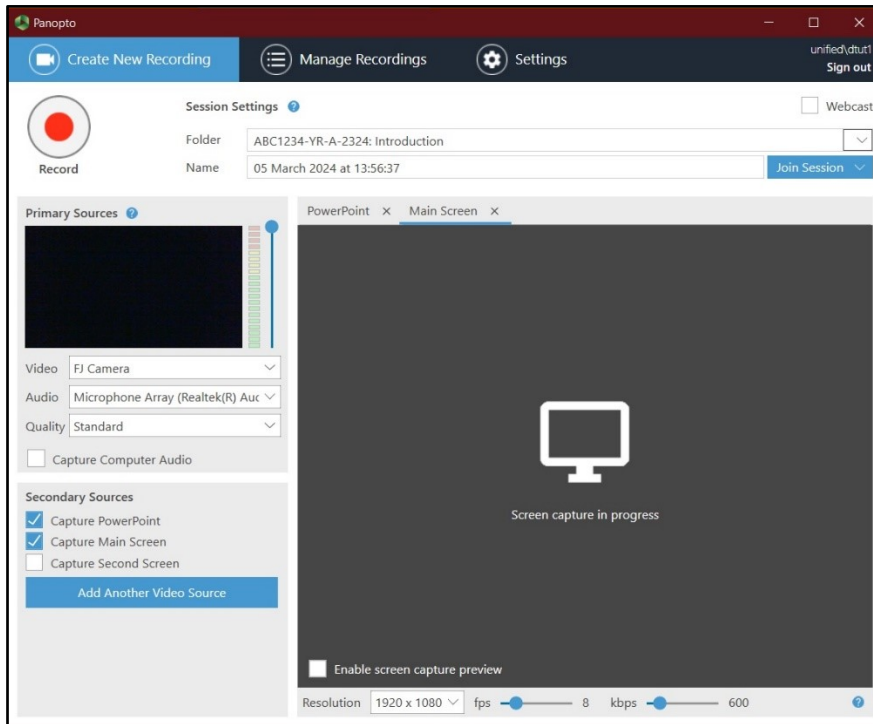 Panopto
Create New Recording Manage Recordings Settings unified\dtut1
Sign out
Session Settings Webcast
Folder ABC1234-YR-A-2324: Introduction
Record Name 05 March 2024 at 13:56:37 Join Session
Primary Sources
PowerPoint Main Screen
Video FJ Camera
Audio Microphone Array (Realtek(R) Auc
Quality Standard
Capture Computer Audio
Secondary Sources
Capture PowerPoint
Capture Main Screen
Capture Second Screen
Add Another Video Source
Screen capture in progress
Enable screen capture preview
Resolution 1920 x 1080 fps 8 kbps 600